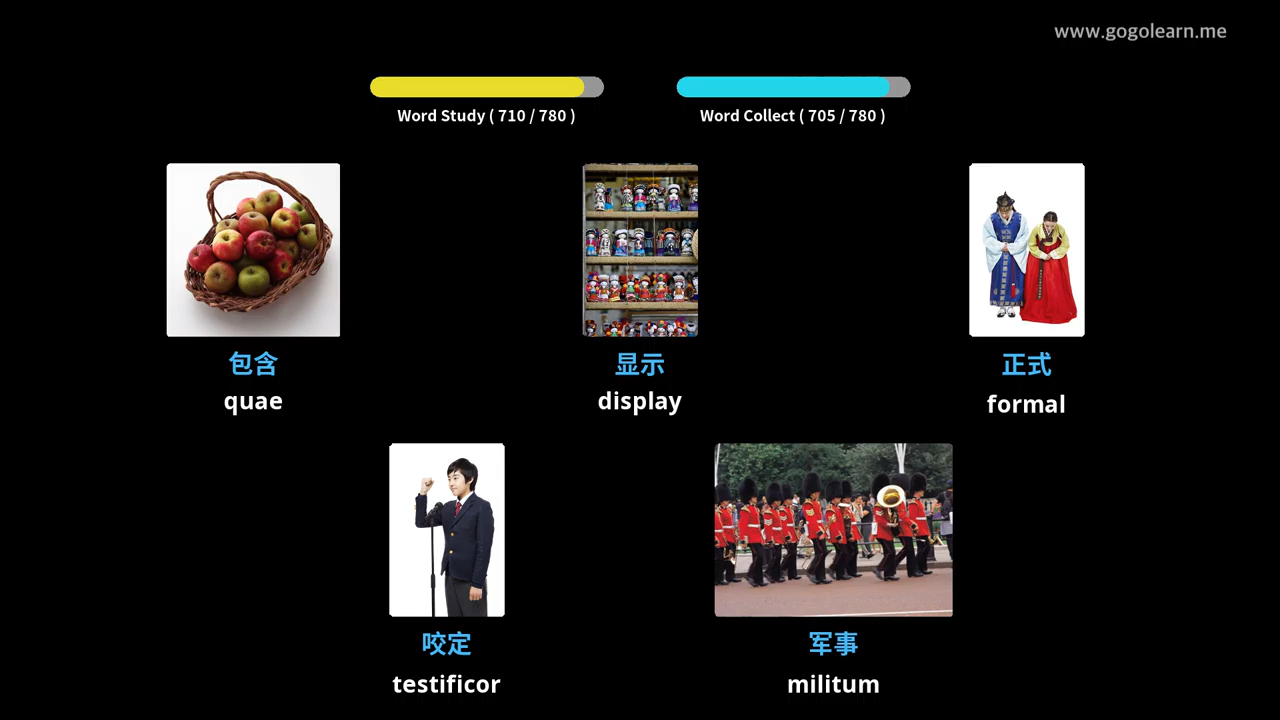 www.gogolearn.me
Word Study ( 710 / 780 )
Word Collect ( 705 / 780 )
包含
quae
显示
display
正式
formal
咬定
testificor
军事
militum